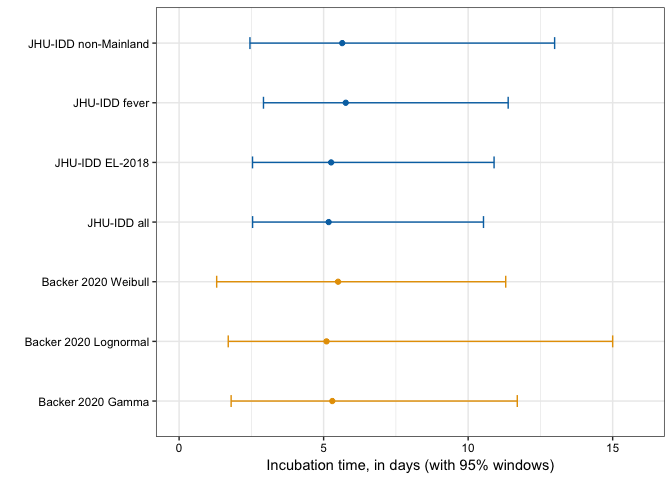 JHU-IDD non-Mainland
JHU-IDD fever
JHU-IDD EL-2018
JHU-IDD all
Backer 2020 Weibull
Backer 2020 Lognormal
Backer 2020 Gamma
0 5 10 15
Incubation time, in days (with 95% windows)